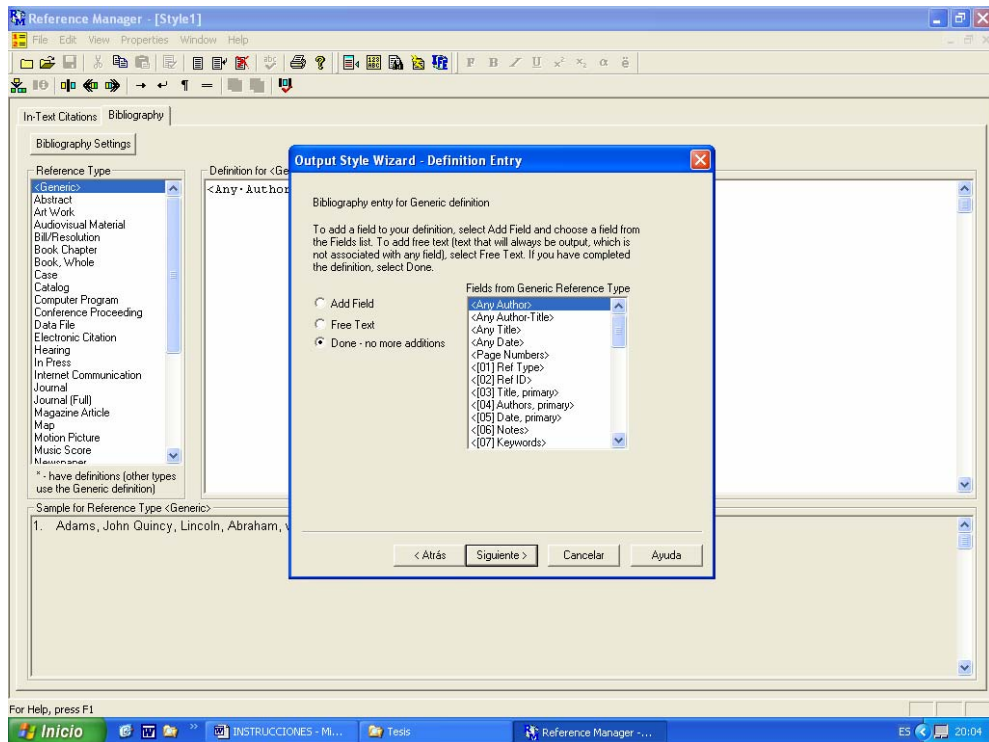 Reference Manager - [Style1]
File Edit View Properties Window Help
F B I U x² x₂ α ë
In-Text Citations Bibliography
Bibliography Settings
Reference Type
<Generic>
Abstract
Art Work
Audiovisual Material
Bill/Resolution
Book Chapter
Book, Whole
Case
Catalog
Computer Program
Conference Proceeding
Data File
Electronic Citation
Hearing
In Press
Internet Communication
Journal
Journal (Full)
Magazine Article
Map
Motion Picture
Music Score
Newspaper
* - have definitions (other types
use the Generic definition)
Definition for <Ge
<Any·Author
Output Style Wizard - Definition Entry
Bibliography entry for Generic definition
To add a field to your definition, select Add Field and choose a field from
the Fields list. To add free text (text that will always be output, which is
not associated with any field), select Free Text. If you have completed
the definition, select Done.
Add Field
Free Text
Done - no more additions
Fields from Generic Reference Type
<Any Author>
<Any Author-Title>
<Any Title>
<Any Date>
<Page Numbers>
<[01] Ref Type>
<[02] Ref ID>
<[03] Title, primary>
<[04] Authors, primary>
<[05] Date, primary>
<[06] Notes>
<[07] Keywords>
< Atrás Siguiente > Cancelar Ayuda
Sample for Reference Type <Generic>
1. Adams, John Quincy, Lincoln, Abraham, v
For Help, press F1
Inicio » INSTRUCCIONES - Mi... Tesis Reference Manager -... ES 20:04